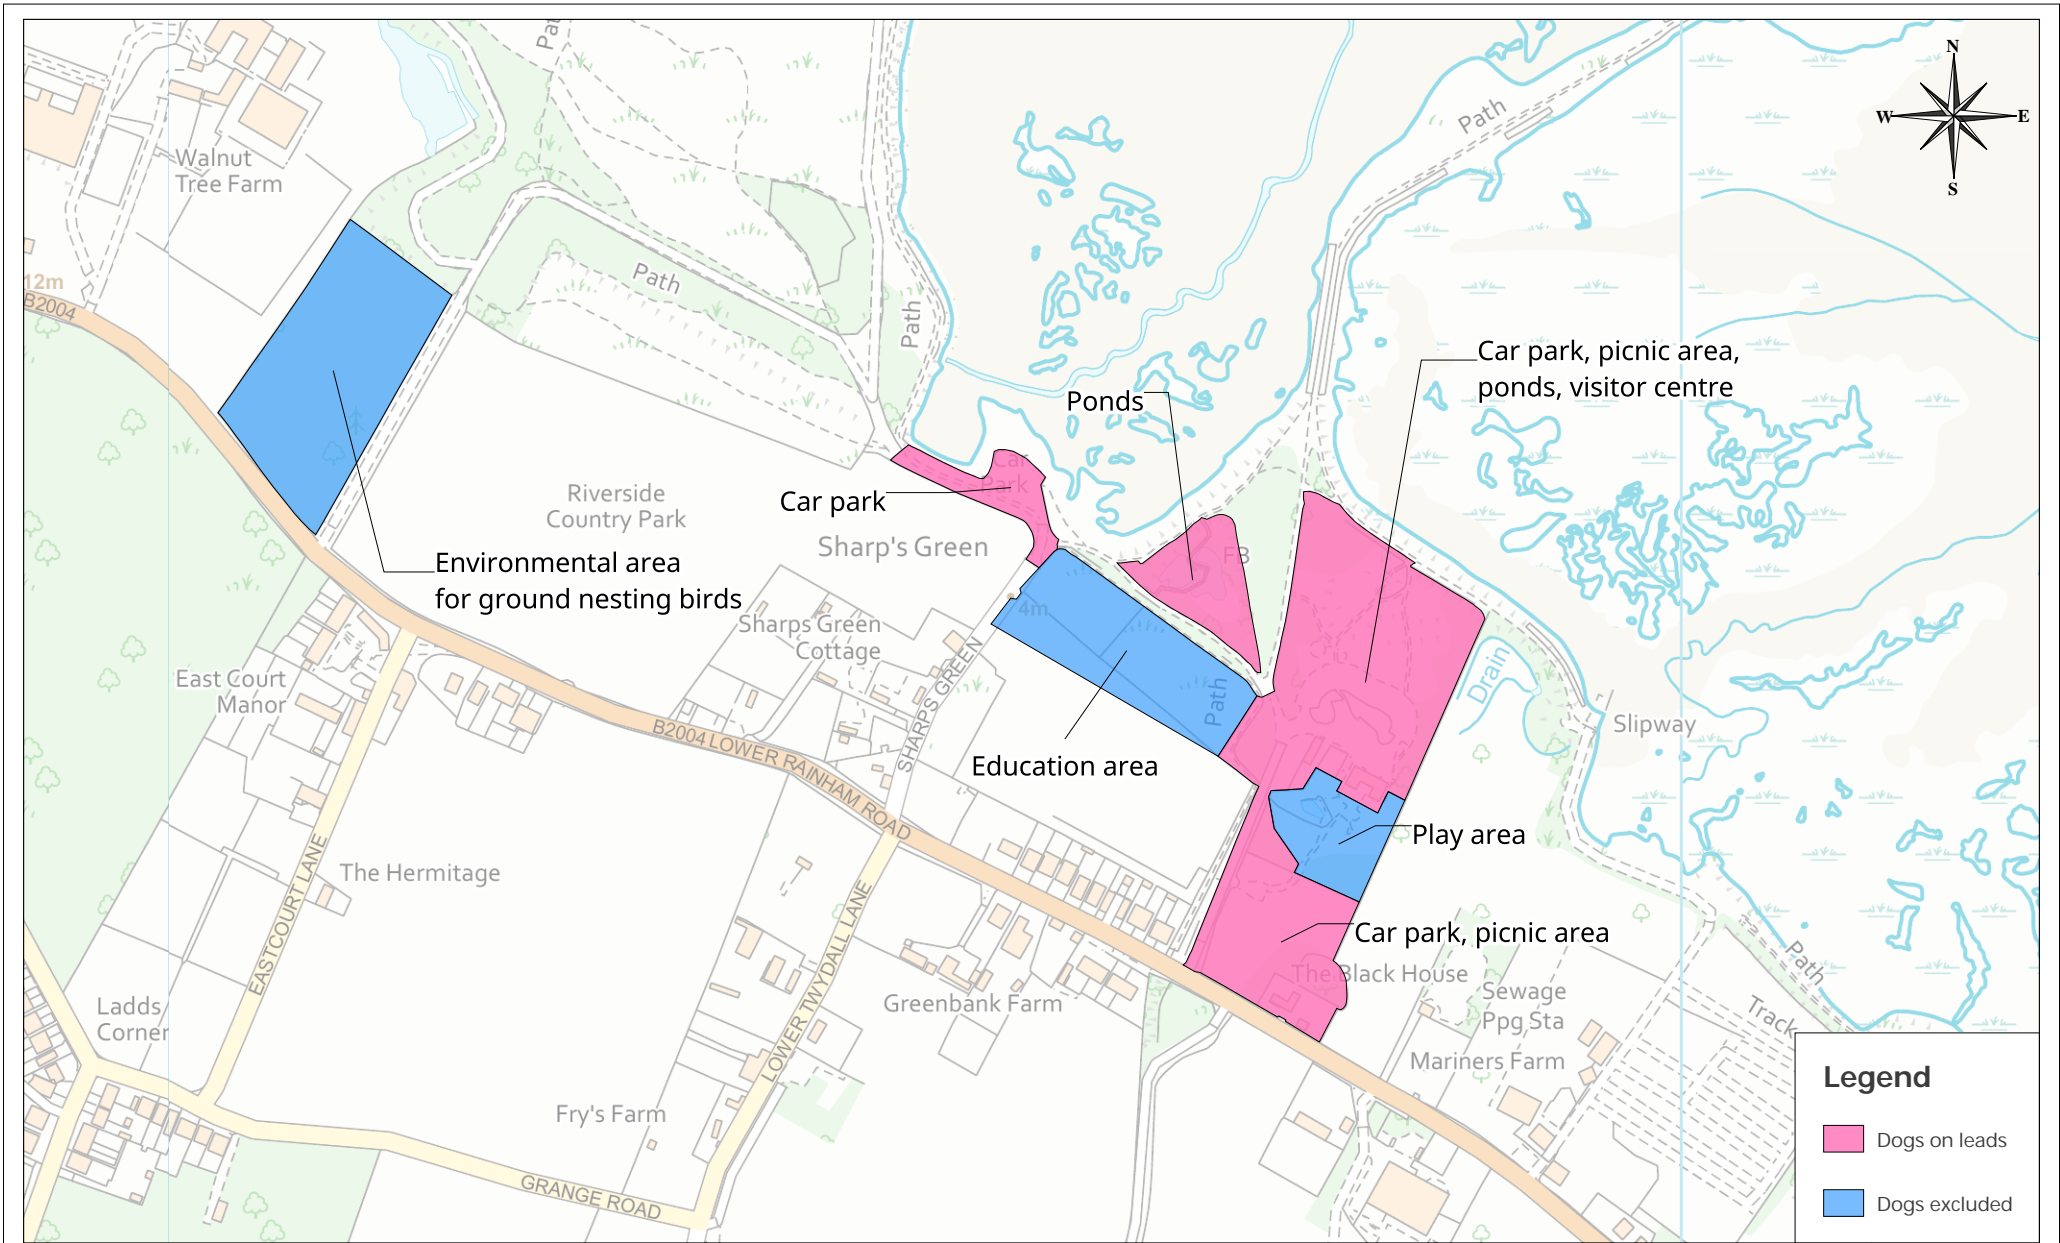 Pat
N
W
E
S
Path
Walnut
Tree Farm
12m
B2004
Path
Path
Car park, picnic area,
ponds, visitor centre
Ponds
Car
Park
Car park
Riverside
Country Park
Sharp's Green
FB
Environmental area
for ground nesting birds
4m
Sharps Green
Cottage
SHARPS GREEN
East Court
Manor
Path
Drain
Slipway
B2004 LOWER RAINHAM ROAD
Education area
Play area
The Hermitage
EASTCOURT LANE
LOWER TWYDALL LANE
Car park, picnic area
The Black House
Path
Sewage
Ppg Sta
Greenbank Farm
Ladds
Corner
Track
Mariners Farm
Fry's Farm
GRANGE ROAD
Legend
Dogs on leads
Dogs excluded